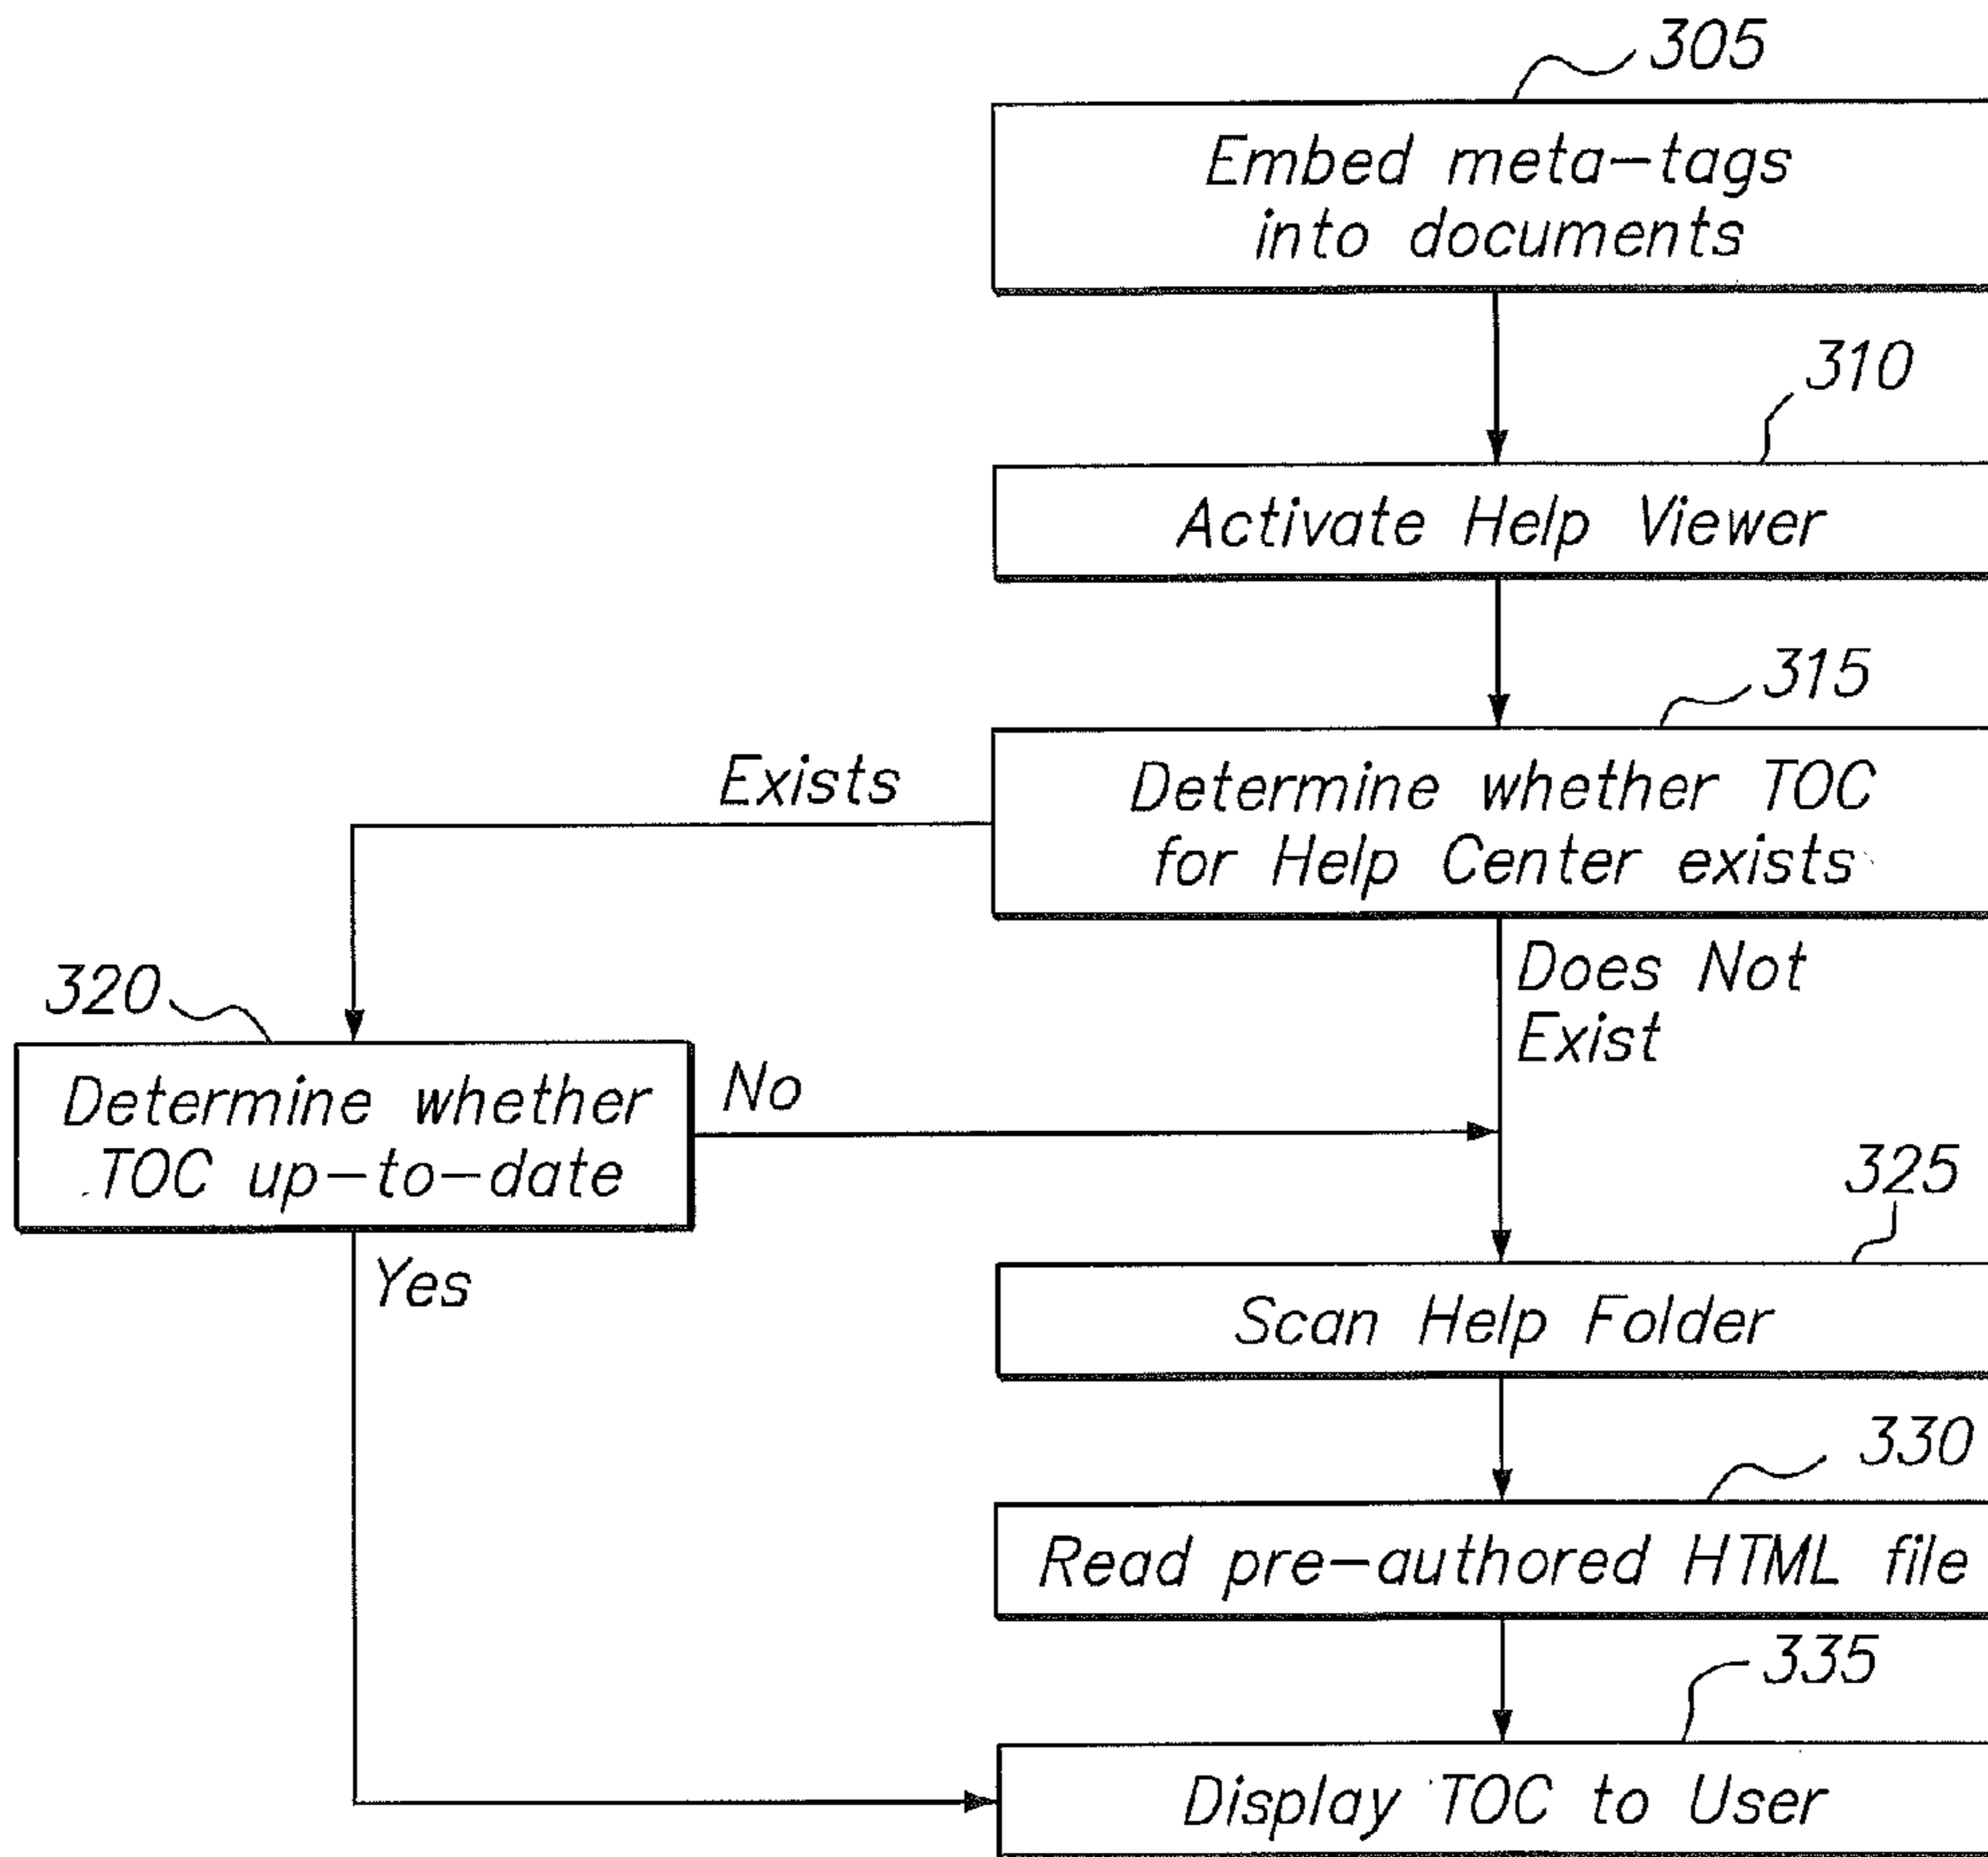 305
Embed meta-tags
into documents
310
Activate Help Viewer
315
Exists
Determine whether TOC
for Help Center exists
Does Not
Exist
320
Determine whether
TOC up-to-date
No
Yes
325
Scan Help Folder
330
Read pre-authored HTML file
335
Display TOC to User